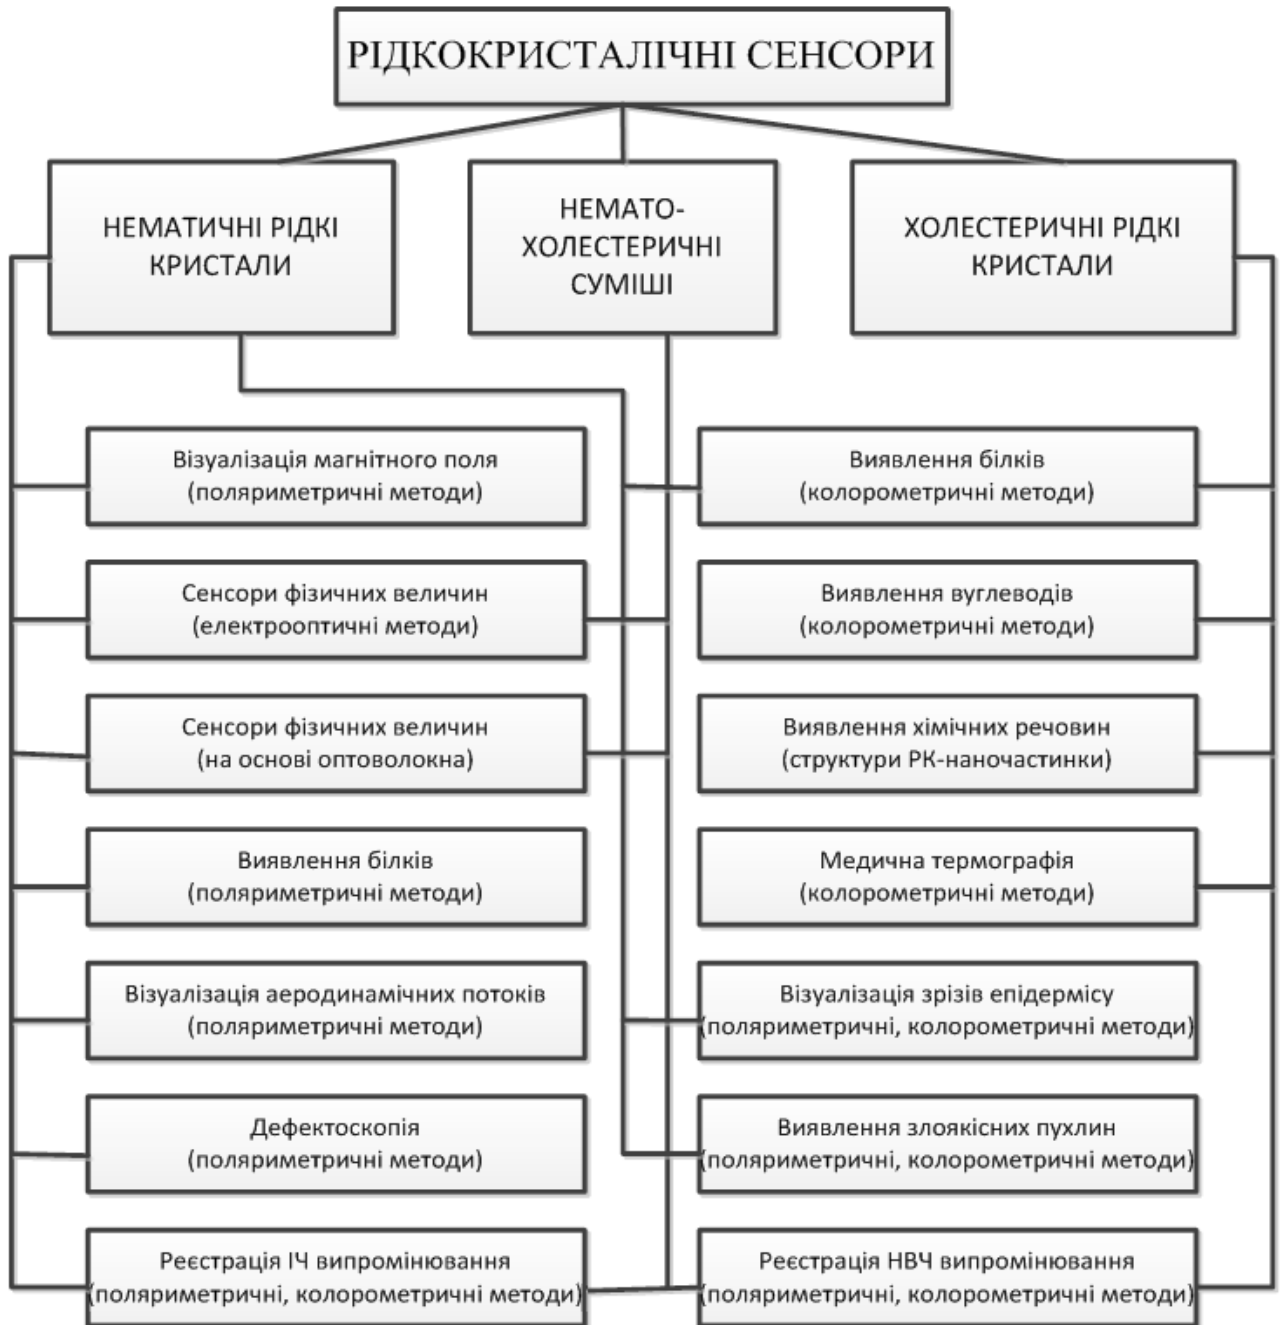 РІДКОКРИСТАЛІЧНІ СЕНСОРИ
НЕМАТИЧНІ РІДКІ
КРИСТАЛИ
НЕМАТО-
ХОЛЕСТЕРИЧНІ
СУМІШІ
ХОЛЕСТЕРИЧНІ РІДКІ
КРИСТАЛИ
Візуалізація магнітного поля
(поляриметричні методи)
Сенсори фізичних величин
(електрооптичні методи)
Сенсори фізичних величин
(на основі оптоволокна)
Виявлення білків
(поляриметричні методи)
Візуалізація аеродинамічних потоків
(поляриметричні методи)
Дефектоскопія
(поляриметричні методи)
Реєстрація ІЧ випромінювання
(поляриметричні, колорометричні методи)
Виявлення білків
(колорометричні методи)
Виявлення вуглеводів
(колорометричні методи)
Виявлення хімічних речовин
(структури РК-наночастинки)
Медична термографія
(колорометричні методи)
Візуалізація зрізів епідермісу
(поляриметричні, колорометричні методи)
Виявлення злоякісних пухлин
(поляриметричні, колорометричні методи)
Реєстрація НВЧ випромінювання
(поляриметричні, колорометричні методи)